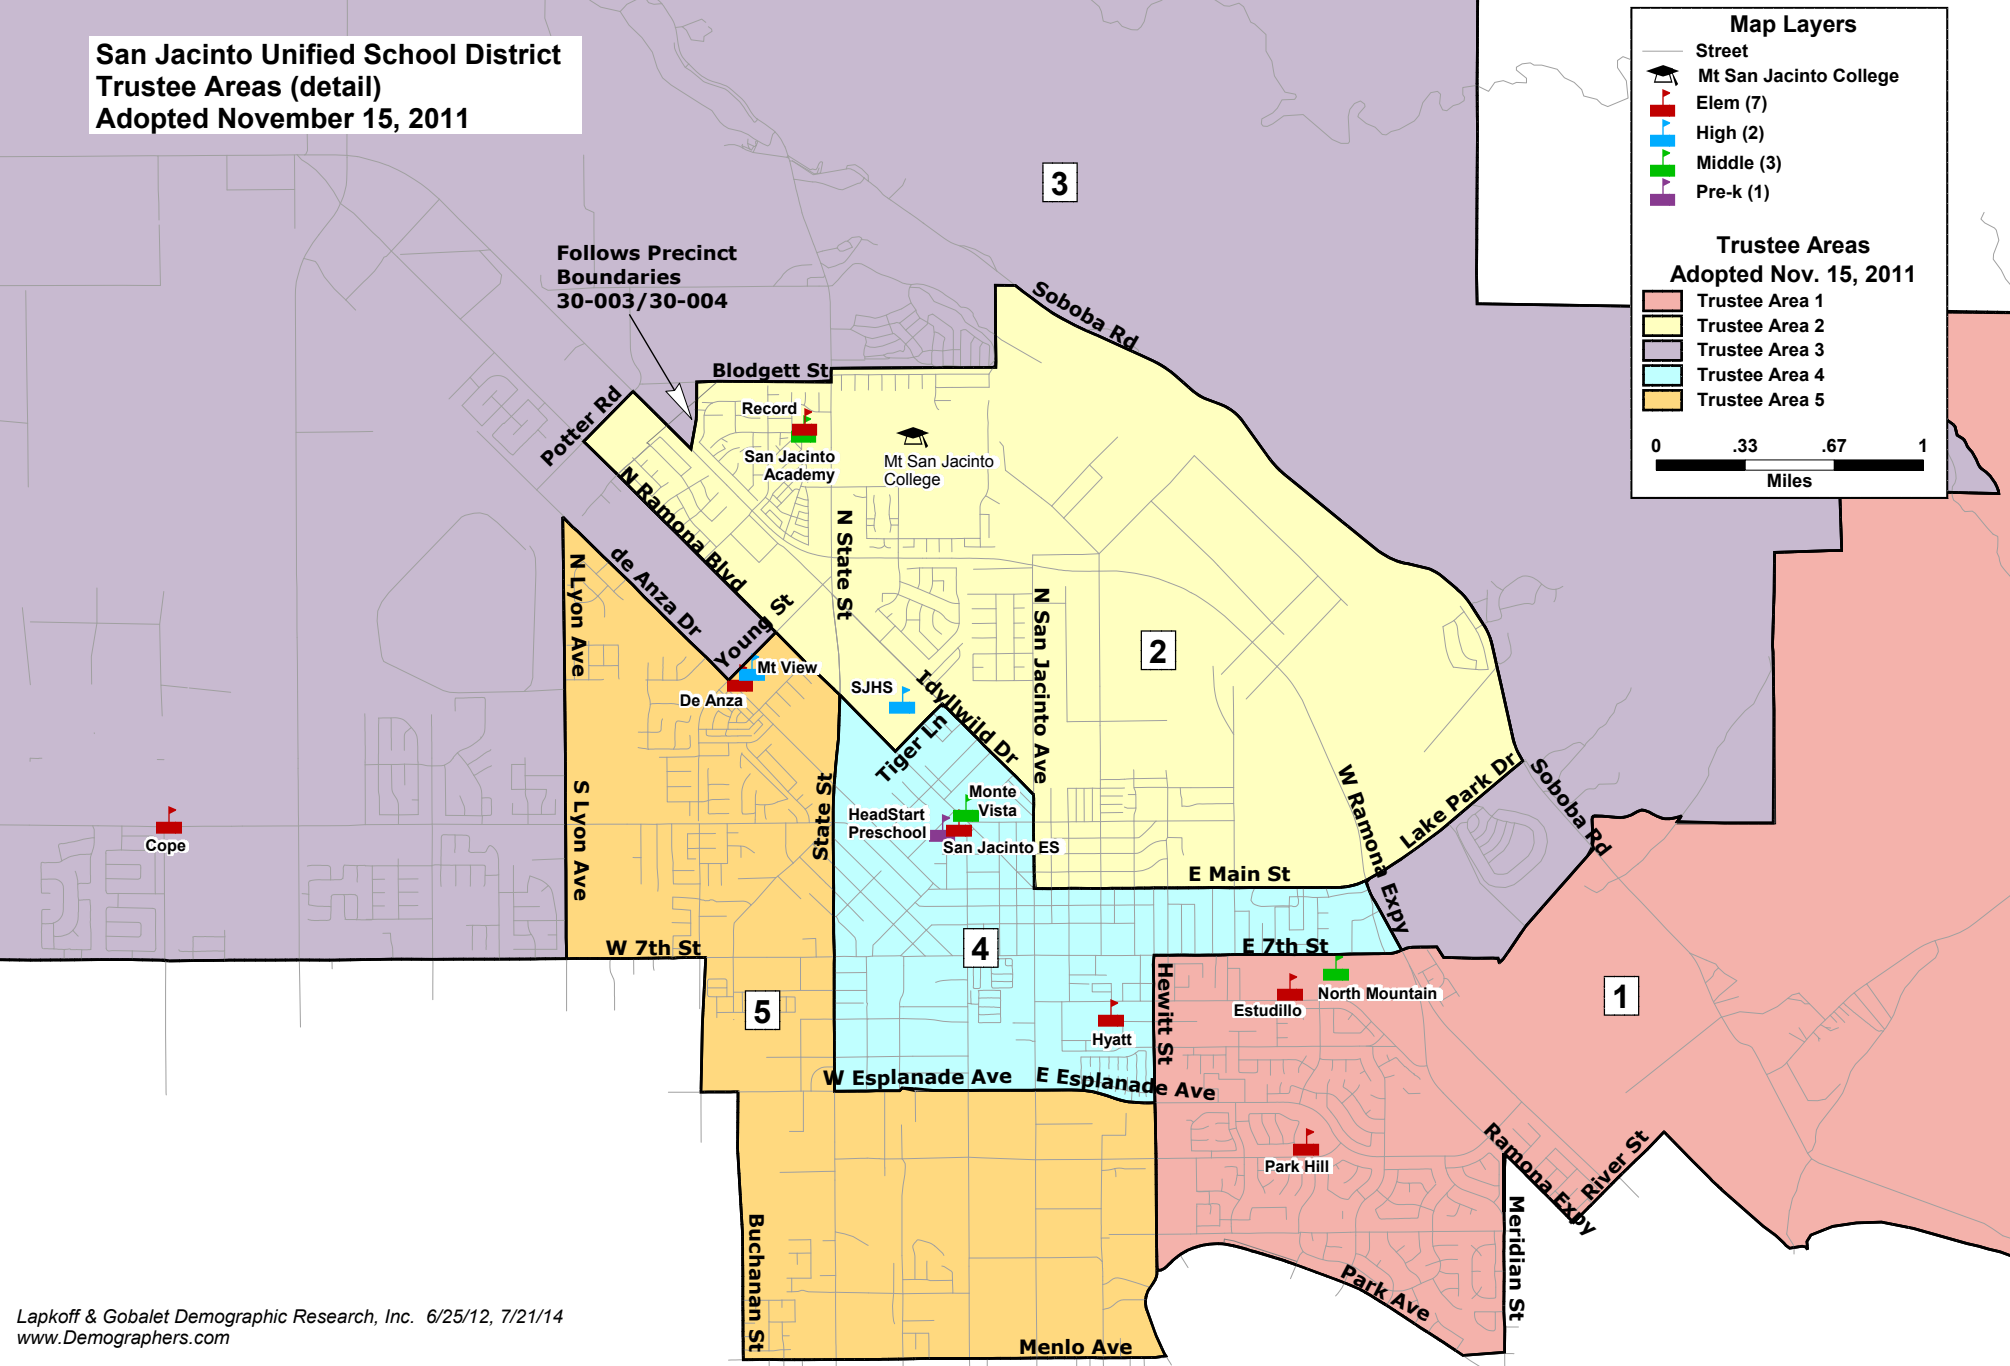 San Jacinto Unified School District
Trustee Areas (detail)
Adopted November 15, 2011
Map Layers
Street
Mt San Jacinto College
Elem (7)
High (2)
Middle (3)
Pre-k (1)
Trustee Areas
Adopted Nov. 15, 2011
Trustee Area 1
Trustee Area 2
Trustee Area 3
Trustee Area 4
Trustee Area 5
0 .33 .67 1
Miles
3
Follows Precinct
Boundaries
30-003/30-004
Soboba Rd
Blodgett St
Potter Rd
Record
San Jacinto
Academy
Mt San Jacinto
College
N Ramona Blvd
N State St
de Anza Dr
N Lyon Ave
Young St
N San Jacinto Ave
2
Mt View
De Anza
SJHS
Idyllwild Dr
Tiger Ln
W Ramona Expy
Lake Park Dr
Soboba Rd
S Lyon Ave
State St
Monte
Vista
HeadStart
Preschool
San Jacinto ES
Cope
E Main St
W 7th St
4
E 7th St
5
Hewitt St
Estudillo
North Mountain
1
Hyatt
W Esplanade Ave
E Esplanade Ave
Park Hill
Ramona Expy
River St
Meridian St
Buchanan St
Park Ave
Menlo Ave
Lapkoff & Gobalet Demographic Research, Inc. 6/25/12, 7/21/14
www.Demographers.com